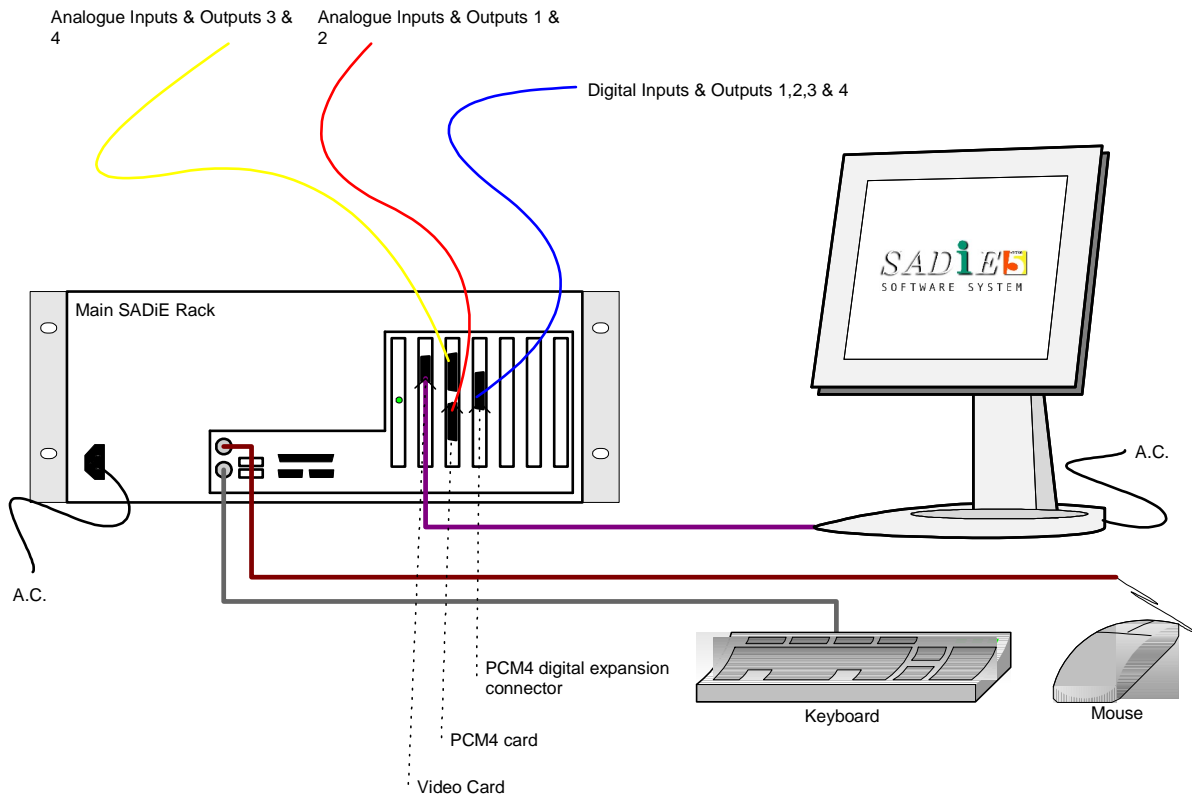 Analogue Inputs & Outputs 3 &
4
Analogue Inputs & Outputs 1 &
2
Digital Inputs & Outputs 1,2,3 & 4
Main SADiE Rack
SADiE5
SOFTWARE SYSTEM
A.C.
A.C.
PCM4 digital expansion
connector
Keyboard
Mouse
PCM4 card
Video Card